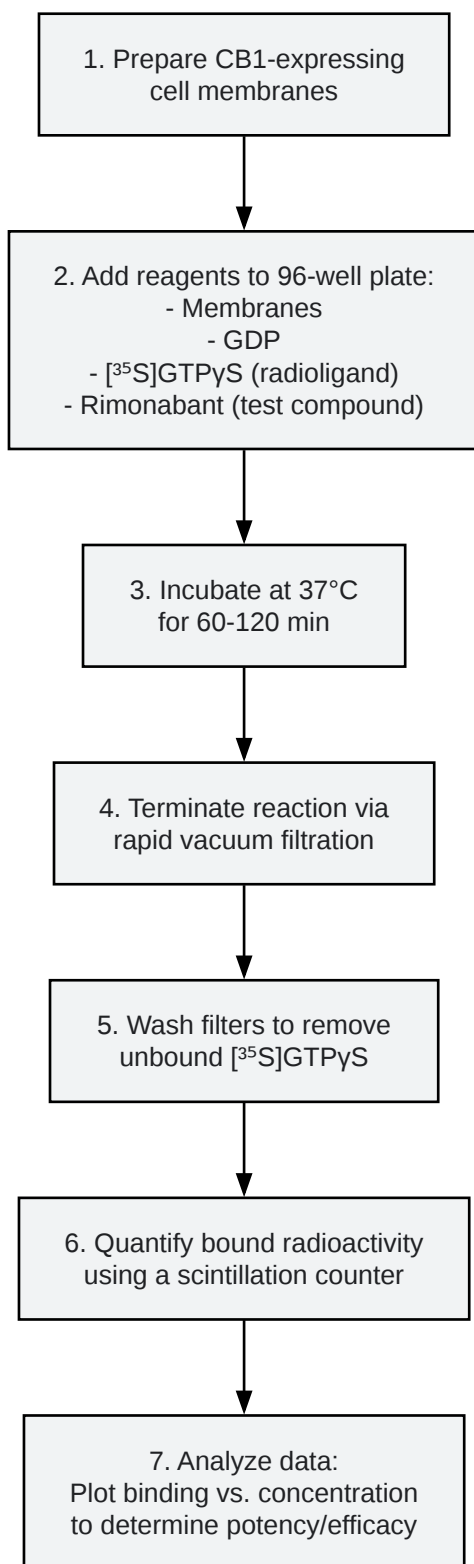 1. Prepare CB1-expressing
cell membranes
2. Add reagents to 96-well plate:
- Membranes
- GDP
- [³⁵S]GTPγS (radioligand)
- Rimonabant (test compound)
3. Incubate at 37°C
for 60-120 min
4. Terminate reaction via
rapid vacuum filtration
5. Wash filters to remove
unbound [³⁵S]GTPγS
6. Quantify bound radioactivity
using a scintillation counter
7. Analyze data:
Plot binding vs. concentration
to determine potency/efficacy